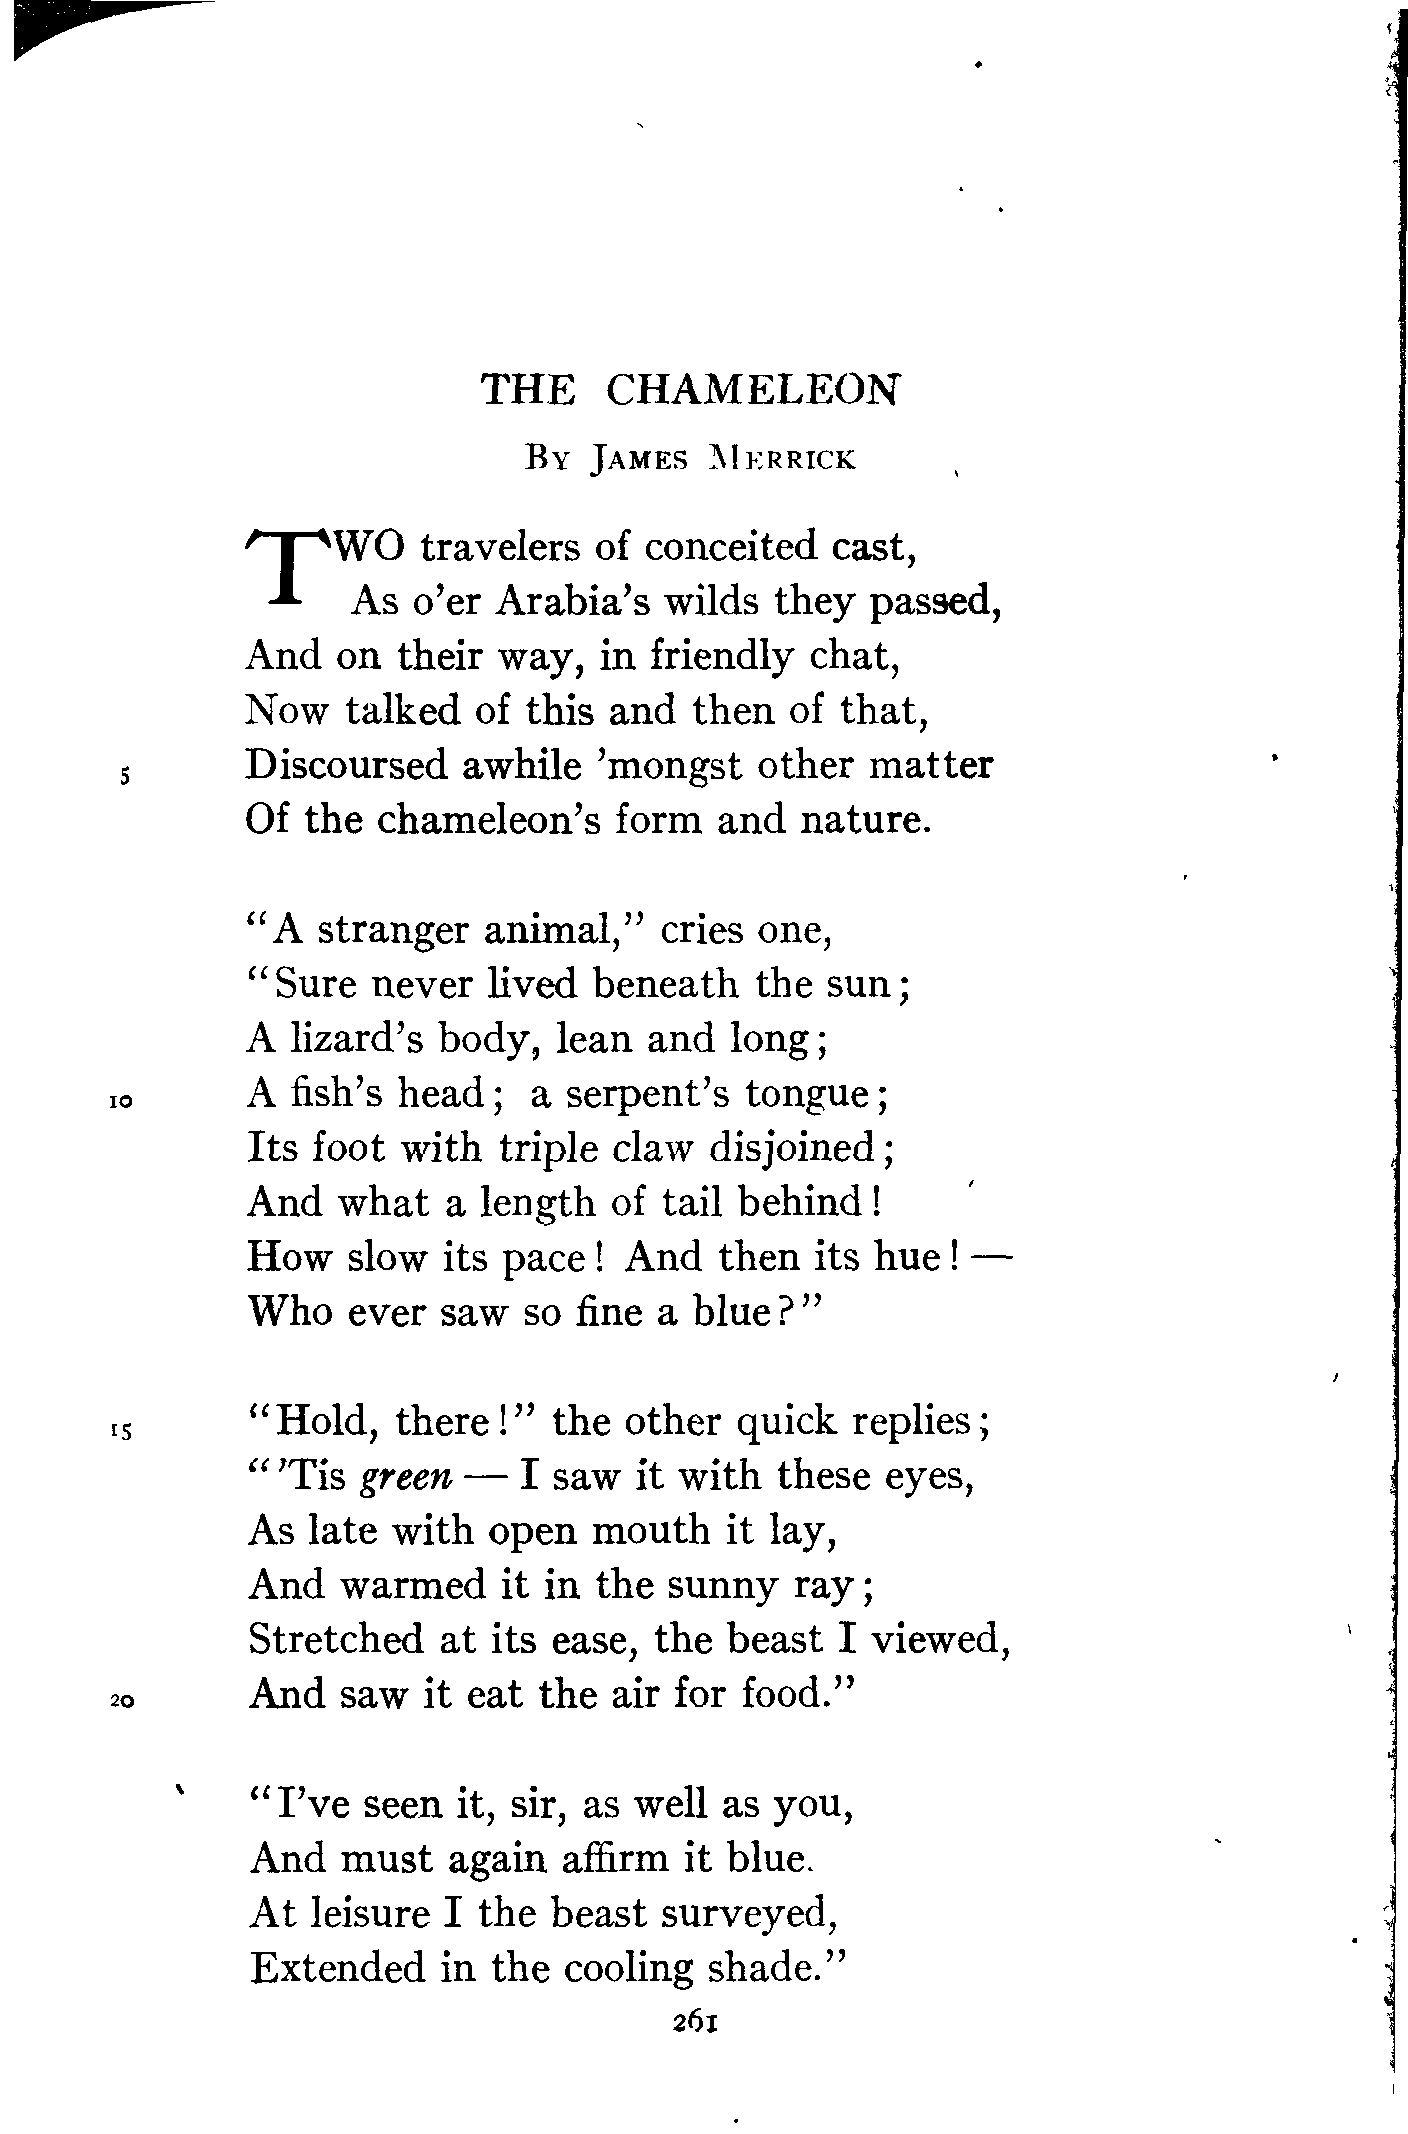 THE CHAMELEON
BY JAMES MERRICK
TWO travelers of conceited cast,
As o'er Arabia's wilds they passed,
And on their way, in friendly chat,
Now talked of this and then of that,
5 Discoursed awhile 'mongst other matter
Of the chameleon's form and nature.
"A stranger animal," cries one,
"Sure never lived beneath the sun;
A lizard's body, lean and long;
10 A fish's head; a serpent's tongue;
Its foot with triple claw disjoined;
And what a length of tail behind!
How slow its pace! And then its hue! —
Who ever saw so fine a blue?"
15 "Hold, there!" the other quick replies;
"'Tis green — I saw it with these eyes,
As late with open mouth it lay,
And warmed it in the sunny ray;
Stretched at its ease, the beast I viewed,
20 And saw it eat the air for food."
"I've seen it, sir, as well as you,
And must again affirm it blue.
At leisure I the beast surveyed,
Extended in the cooling shade."
261